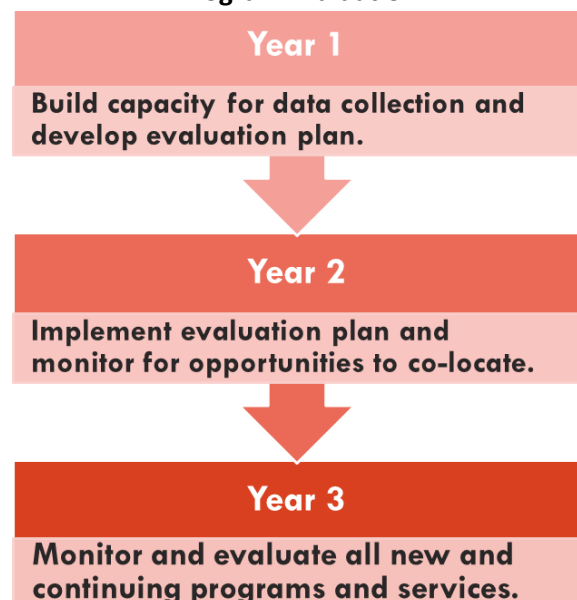 Year 1
Build capacity for data collection and
develop evaluation plan.
Year 2
Implement evaluation plan and
monitor for opportunities to co-locate.
Year 3
Monitor and evaluate all new and
continuing programs and services.